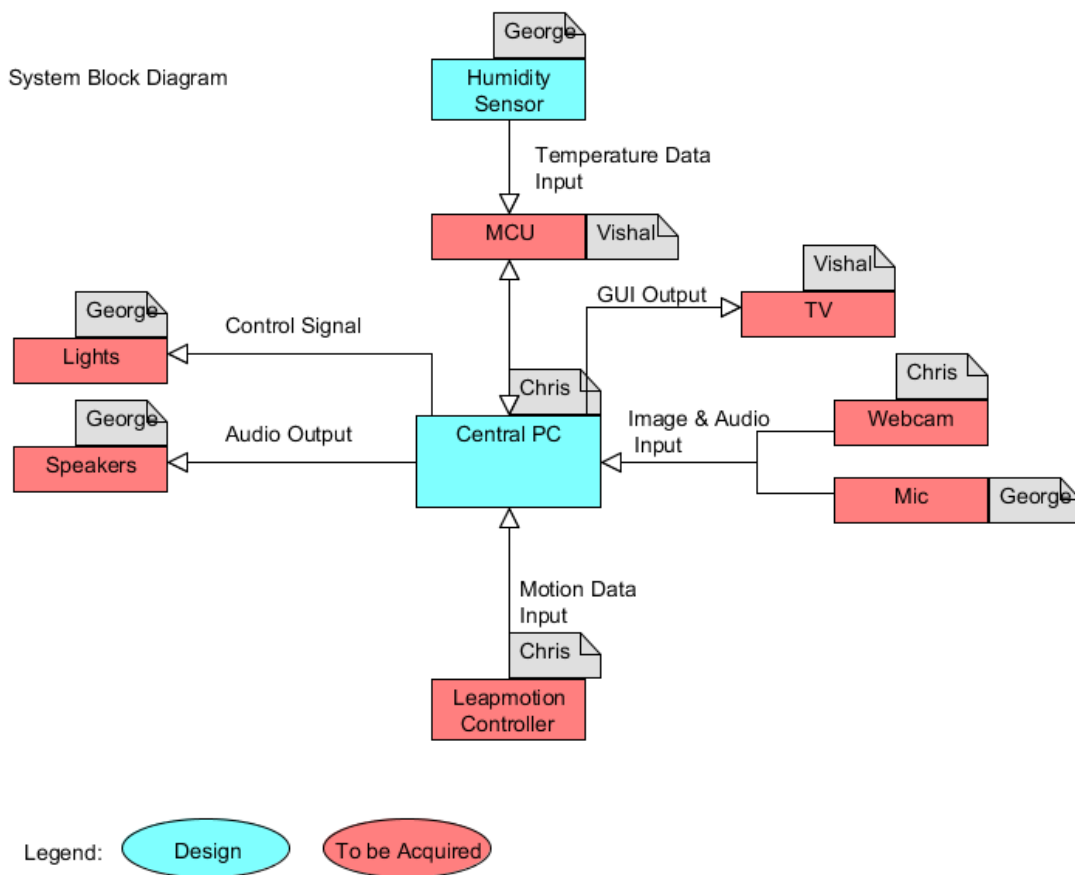 George
System Block Diagram
Humidity
Sensor
Temperature Data
Input
MCU
Vishal
Vishal
GUI Output
TV
George
Control Signal
Lights
Chris
Chris
George
Audio Output
Central PC
Image & Audio
Input
Webcam
Speakers
Mic
George
Motion Data
Input
Chris
Leapmotion
Controller
Legend:
Design
To be Acquired